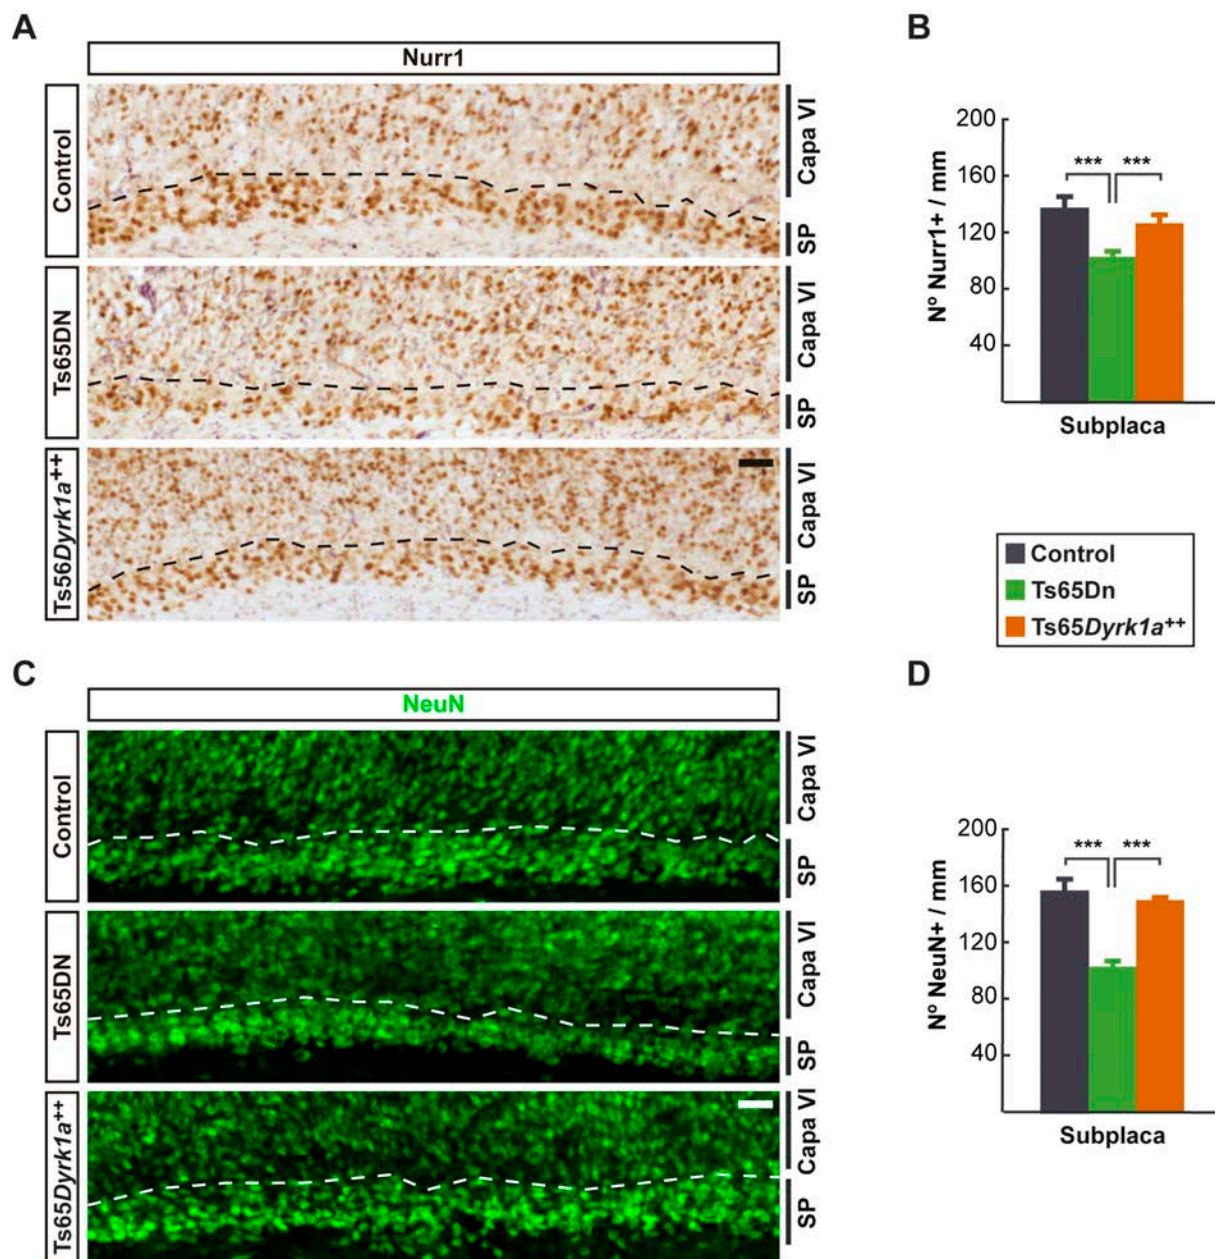 A
Nurr1
Control
Capa VI
SP
Ts65DN
Capa VI
SP
Ts56Dyrk1a++
Capa VI
SP
B
200
160
120
80
40
Nº Nurr1+ / mm
*** ***
Subplaca
Control
Ts65Dn
Ts65Dyrk1a++
C
NeuN
Control
Capa VI
SP
Ts65DN
Capa VI
SP
Ts65Dyrk1a++
Capa VI
SP
D
200
160
120
80
40
Nº NeuN+ / mm
*** ***
Subplaca